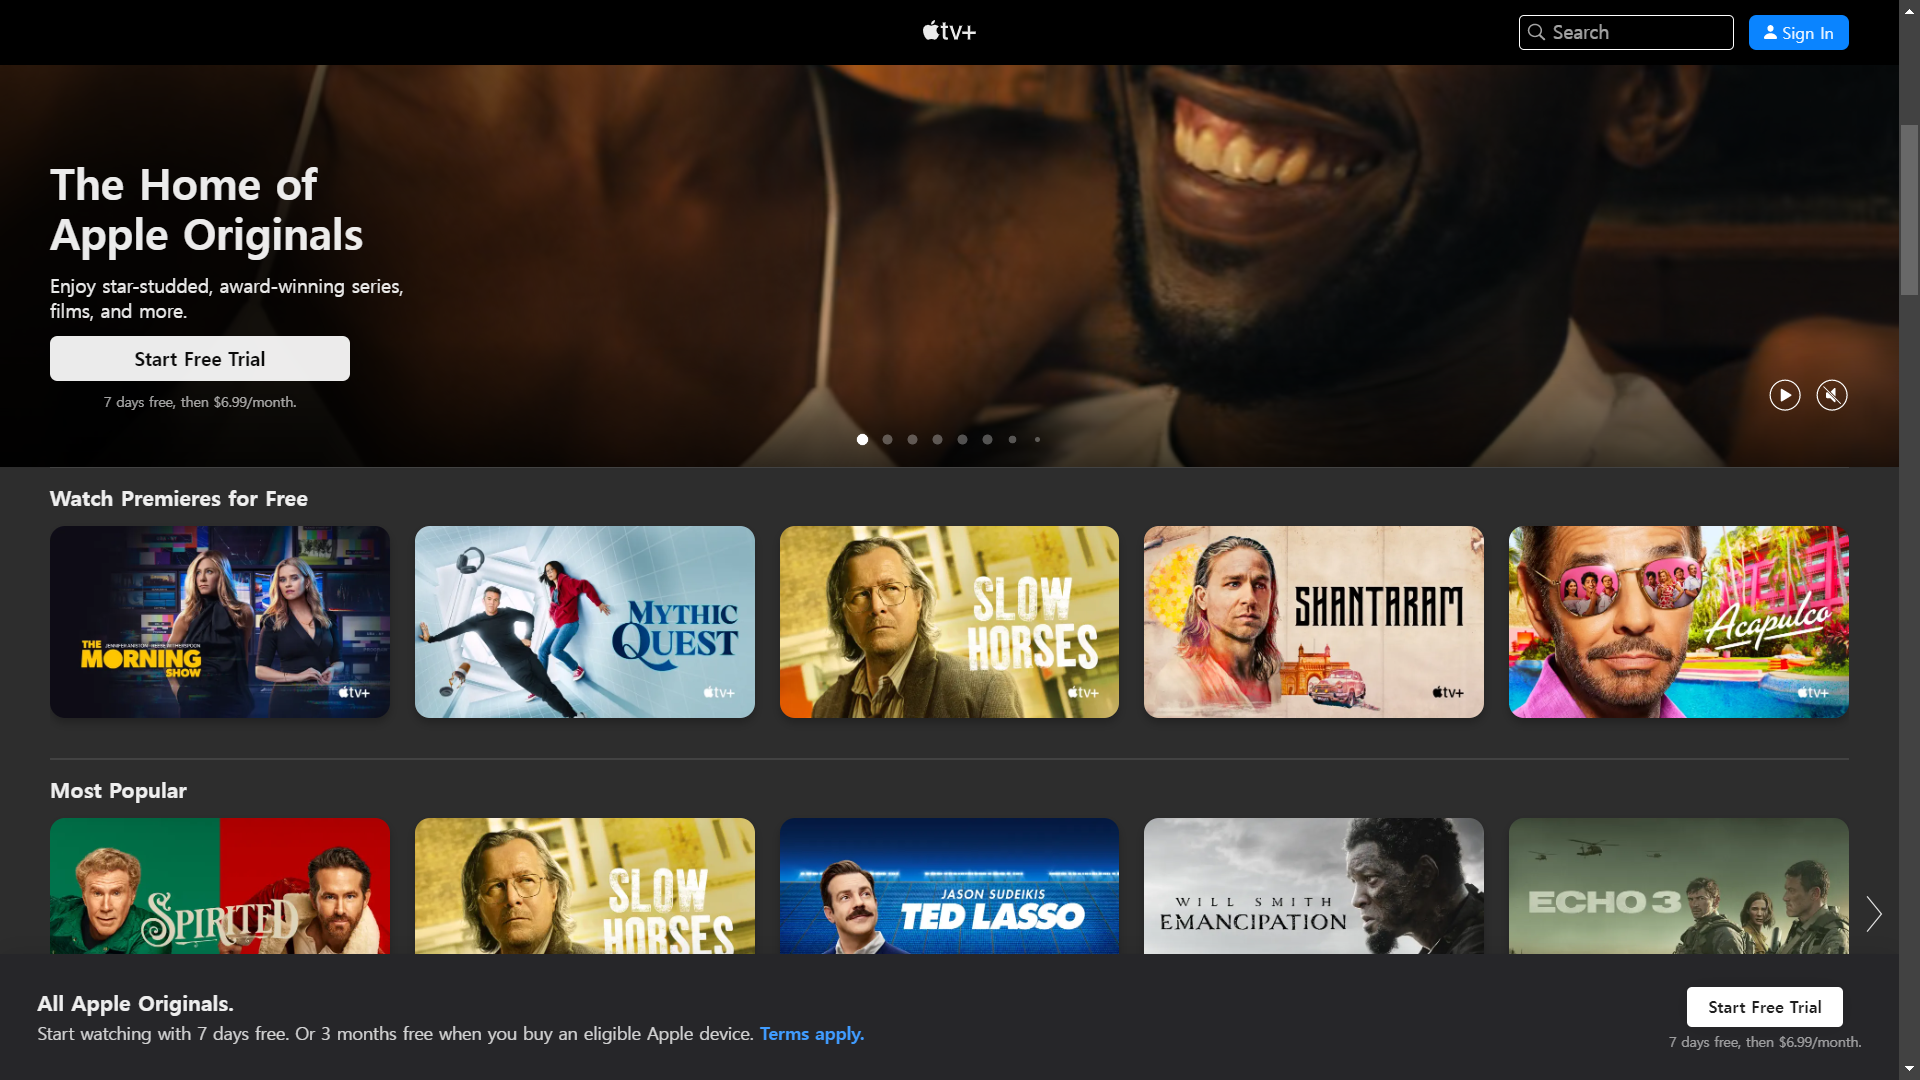 tv+
Search
Sign In
The Home of
Apple Originals
Enjoy star-studded, award-winning series,
films, and more.
Start Free Trial
7 days free, then $6.99/month.
Watch Premieres for Free
JENNIFER ANISTON REESE WITHERSPOON
THE
MORNING
SHOW
tv+
MYTHIC
QUEST
tv+
SLOW
HORSES
tv+
SHANTARAM
tv+
Acapulco
tv+
Most Popular
SPIRITED
SLOW
HORSES
JASON SUDEIKIS
TED LASSO
WILL SMITH
EMANCIPATION
ECHO 3
All Apple Originals.
Start watching with 7 days free. Or 3 months free when you buy an eligible Apple device. Terms apply.
Start Free Trial
7 days free, then $6.99/month.